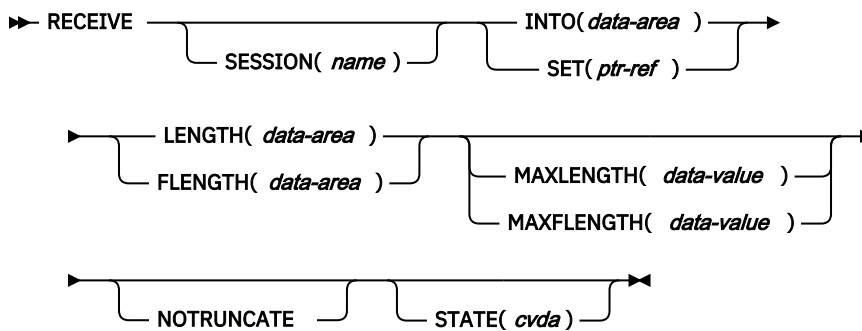 RECEIVE INTO( data-area )
SESSION( name ) SET( ptr-ref )
LENGTH( data-area )
FLENGTH( data-area ) MAXLENGTH( data-value )
MAXFLENGTH( data-value )
NOTRUNCATE STATE( cvda )